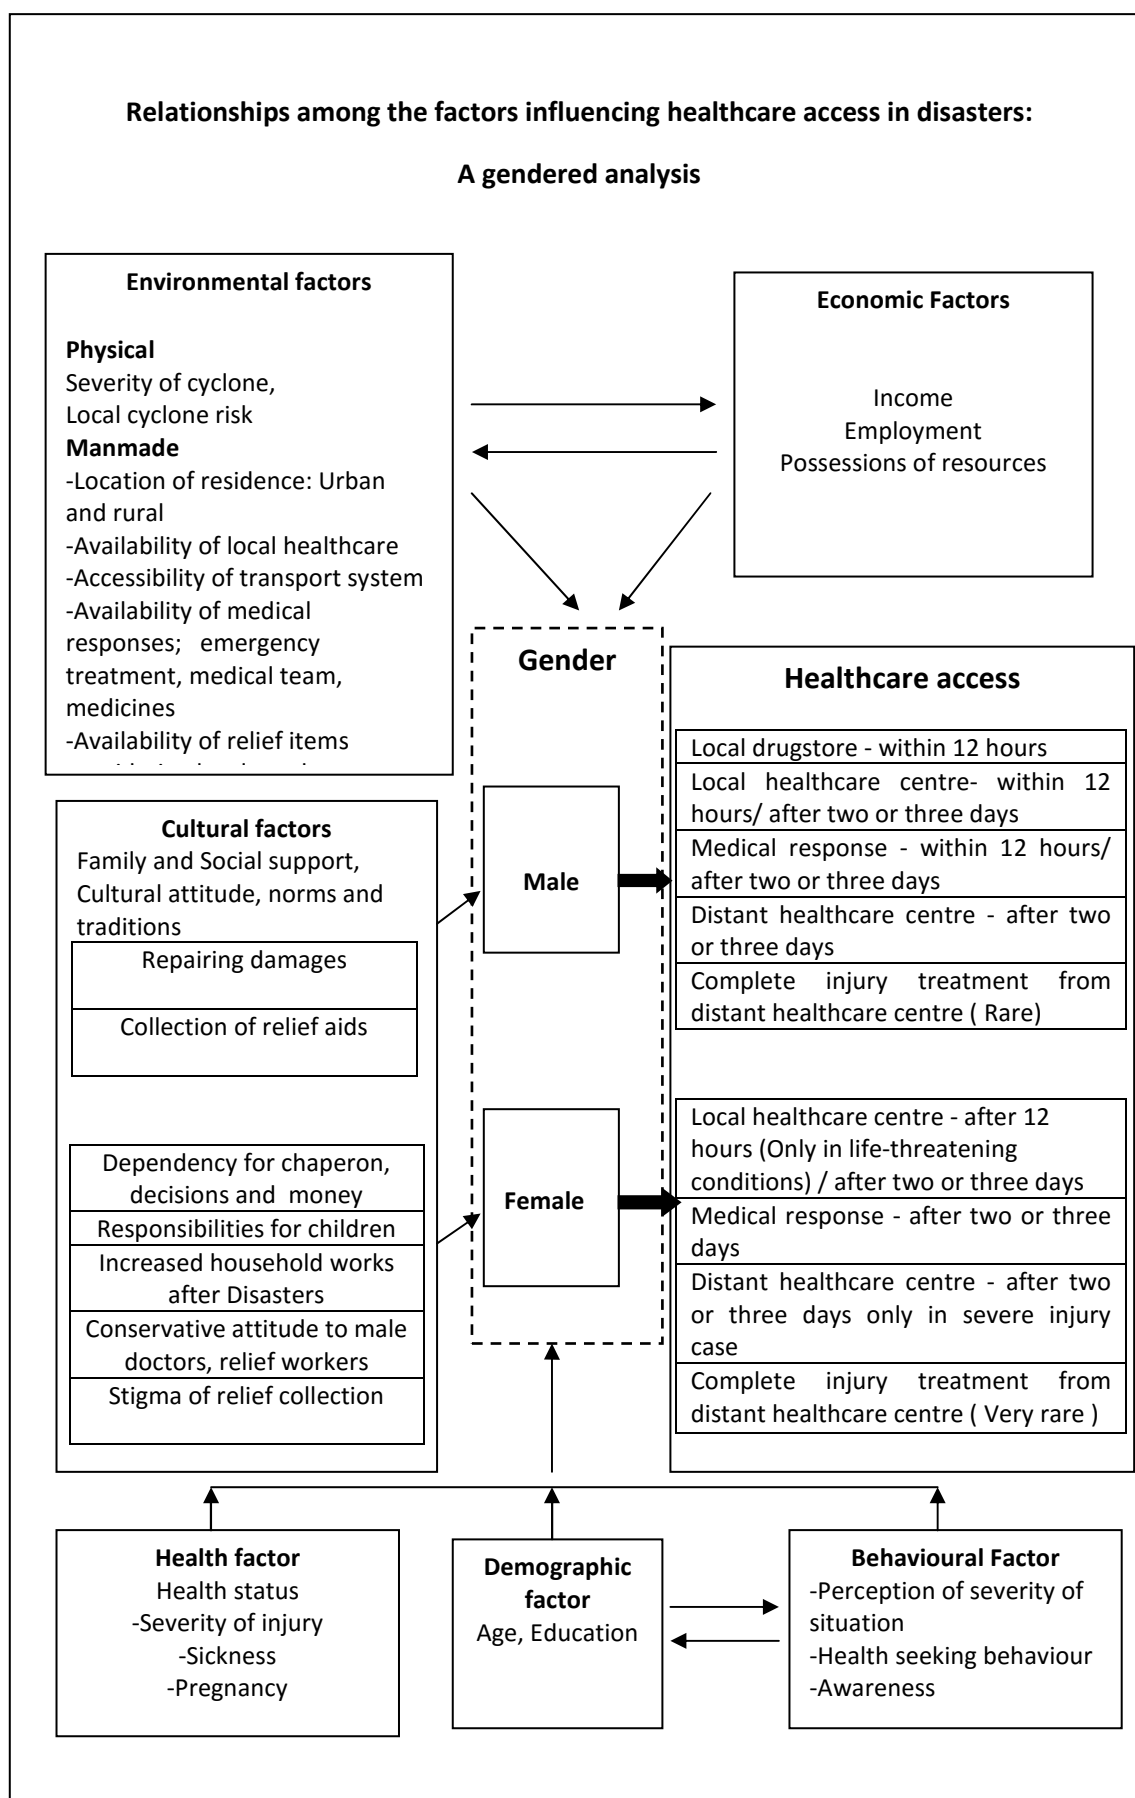 Relationships among the factors influencing healthcare access in disasters:
A gendered analysis
Environmental factors
Physical
Severity of cyclone,
Local cyclone risk
Manmade
-Location of residence: Urban
and rural
-Availability of local healthcare
-Accessibility of transport system
-Availability of medical
responses; emergency
treatment, medical team,
medicines
-Availability of relief items
Economic Factors
Income
Employment
Possessions of resources
Cultural factors
Family and Social support,
Cultural attitude, norms and
traditions
Repairing damages
Collection of relief aids
Dependency for chaperon,
decisions and money
Responsibilities for children
Increased household works
after Disasters
Conservative attitude to male
doctors, relief workers
Stigma of relief collection
Gender
Male
Female
Healthcare access
Local drugstore - within 12 hours
Local healthcare centre- within 12
hours/ after two or three days
Medical response - within 12 hours/
after two or three days
Distant healthcare centre - after two
or three days
Complete injury treatment from
distant healthcare centre ( Rare)
Local healthcare centre - after 12
hours (Only in life-threatening
conditions) / after two or three days
Medical response - after two or three
days
Distant healthcare centre - after two
or three days only in severe injury
case
Complete injury treatment from
distant healthcare centre ( Very rare )
Health factor
Health status
-Severity of injury
-Sickness
-Pregnancy
Demographic
factor
Age, Education
Behavioural Factor
-Perception of severity of
situation
-Health seeking behaviour
-Awareness